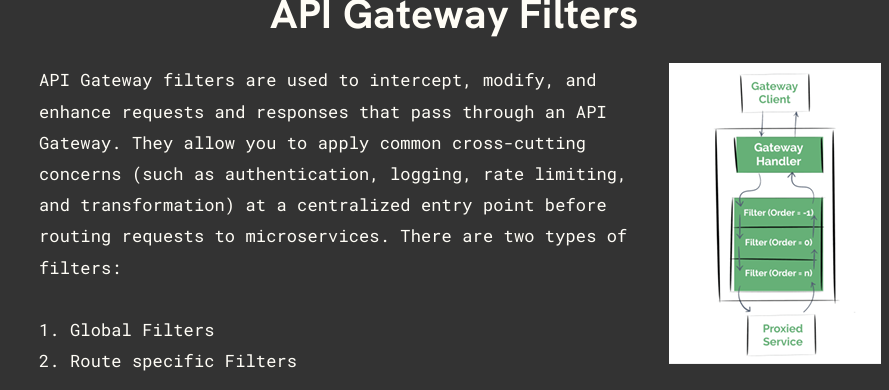 API Gateway Filters
API Gateway filters are used to intercept, modify, and
enhance requests and responses that pass through an API
Gateway. They allow you to apply common cross-cutting
concerns (such as authentication, logging, rate limiting,
and transformation) at a centralized entry point before
routing requests to microservices. There are two types of
filters:
1. Global Filters
2. Route specific Filters
Gateway
Client
Gateway
Handler
Filter (Order = -1)
Filter (Order = 0)
Filter (Order = n)
Proxied
Service